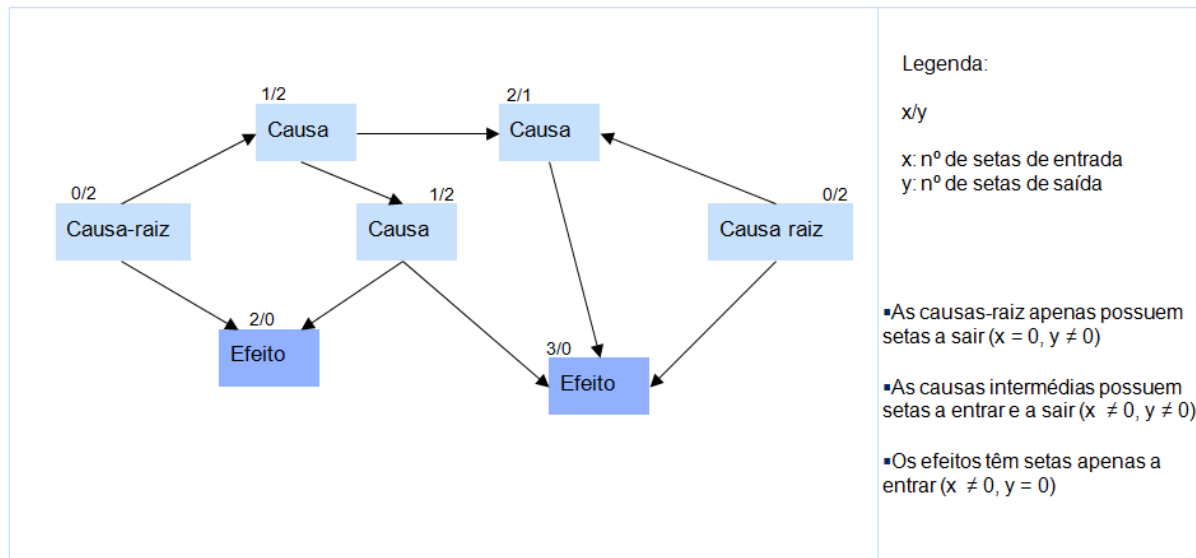 1/2
Causa
2/1
Causa
0/2
Causa-raiz
1/2
Causa
0/2
Causa raiz
2/0
Efeito
3/0
Efeito
Legenda:
x/y
x: nº de setas de entrada
y: nº de setas de saída
▪As causas-raiz apenas possuem
setas a sair (x = 0, y ≠ 0)
▪As causas intermédias possuem
setas a entrar e a sair (x ≠ 0, y ≠ 0)
▪Os efeitos têm setas apenas a
entrar (x ≠ 0, y = 0)